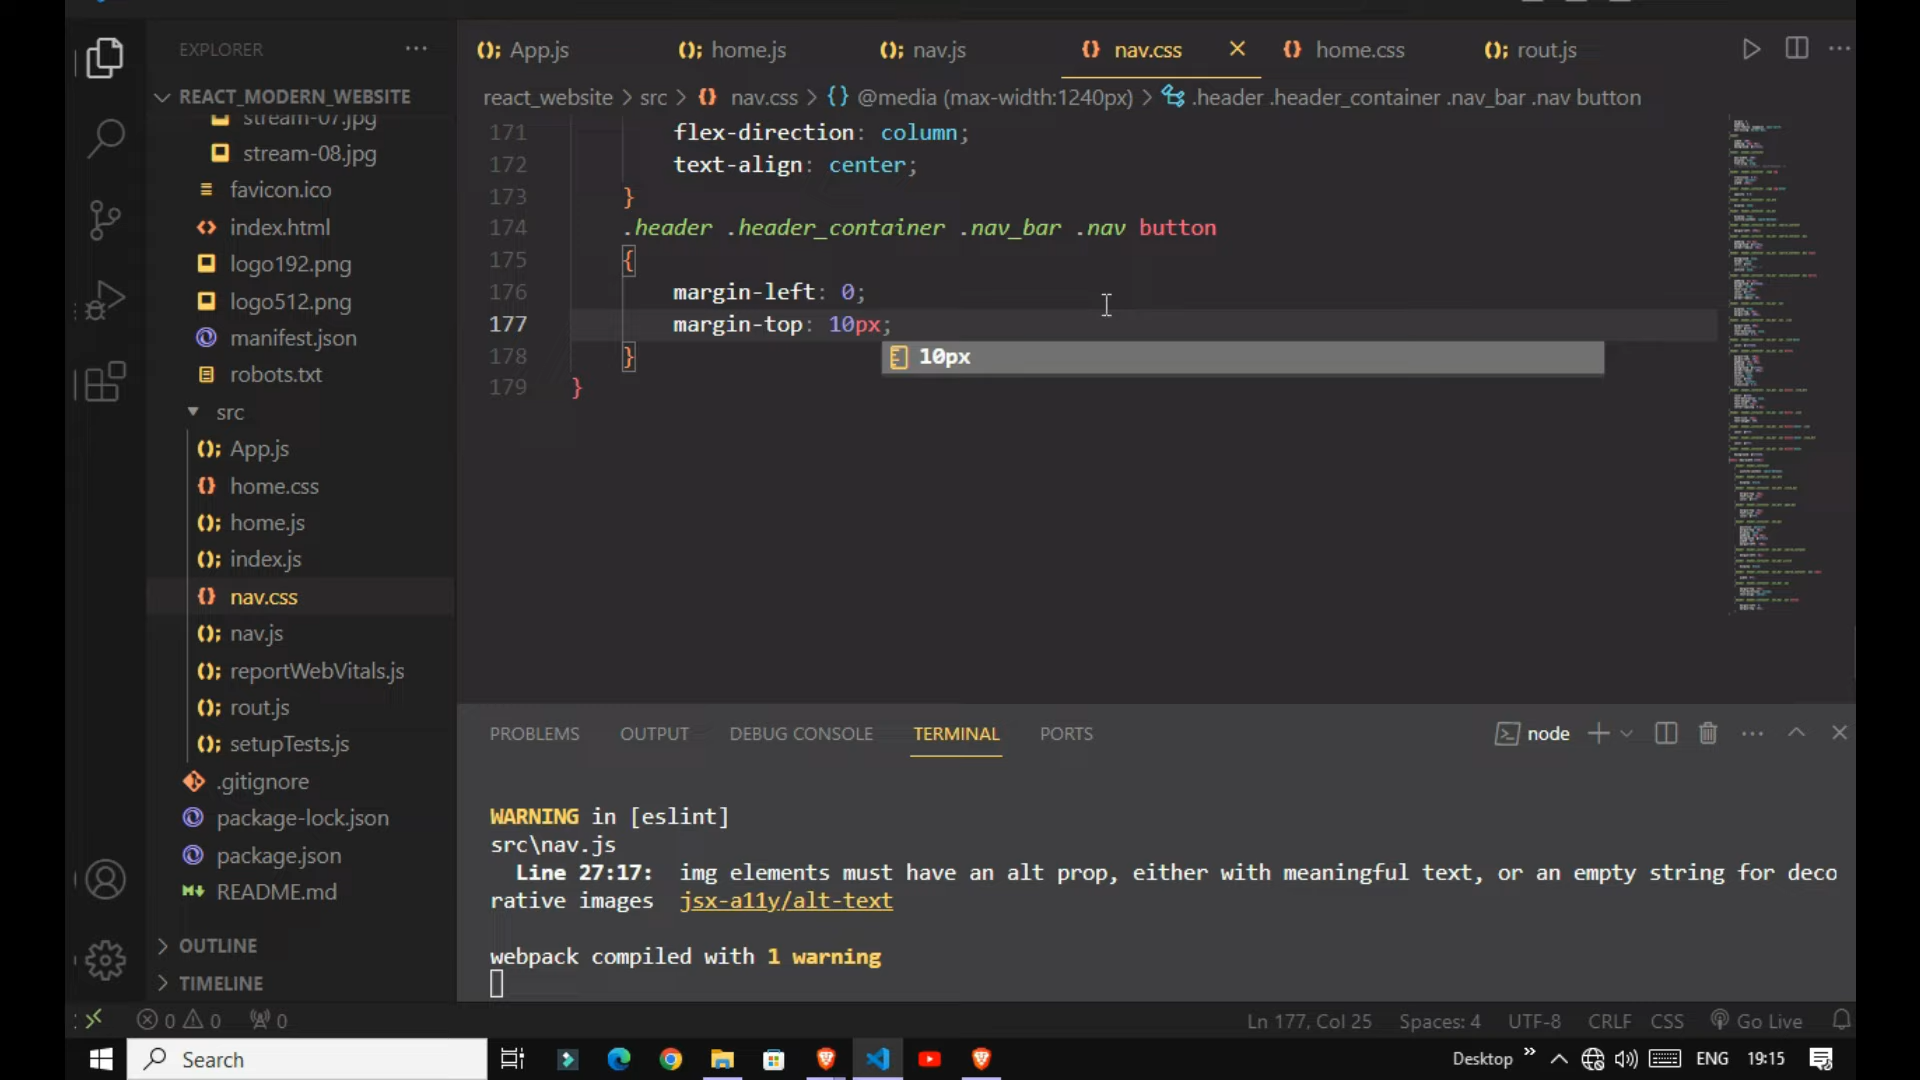 EXPLORER
REACT_MODERN_WEBSITE
stream-07.jpg
stream-08.jpg
favicon.ico
index.html
logo192.png
logo512.png
manifest.json
robots.txt
src
App.js
home.css
home.js
index.js
nav.css
nav.js
reportWebVitals.js
rout.js
setupTests.js
.gitignore
package-lock.json
package.json
README.md
OUTLINE
TIMELINE
App.js home.js nav.js nav.css home.css rout.js
react_website > src > nav.css > {} @media (max-width:1240px) > .header .header_container .nav_bar .nav button
171 flex-direction: column;
172 text-align: center;
173 }
174 .header .header_container .nav_bar .nav button
175 {
176 margin-left: 0;
177 margin-top: 10px;
178 }
10px
179 }
PROBLEMS OUTPUT DEBUG CONSOLE TERMINAL PORTS node
WARNING in [eslint]
src\nav.js
Line 27:17: img elements must have an alt prop, either with meaningful text, or an empty string for deco
rative images jsx-a11y/alt-text
webpack compiled with 1 warning
0 0 0 Ln 177, Col 25 Spaces: 4 UTF-8 CRLF CSS Go Live
Search Desktop ENG 19:15